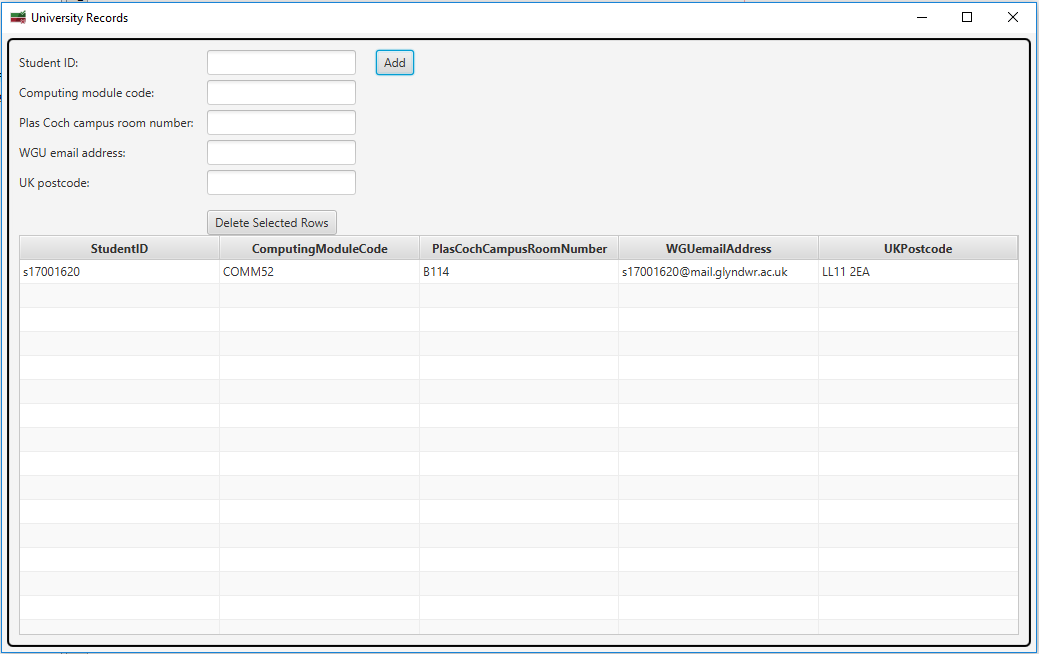 University Records
Student ID: Add
Computing module code:
Plas Coch campus room number:
WGU email address:
UK postcode:
Delete Selected Rows
StudentID ComputingModuleCode PlasCochCampusRoomNumber WGUemailAddress UKPostcode
s17001620 COMM52 B114 s17001620@mail.glyndwr.ac.uk LL11 2EA